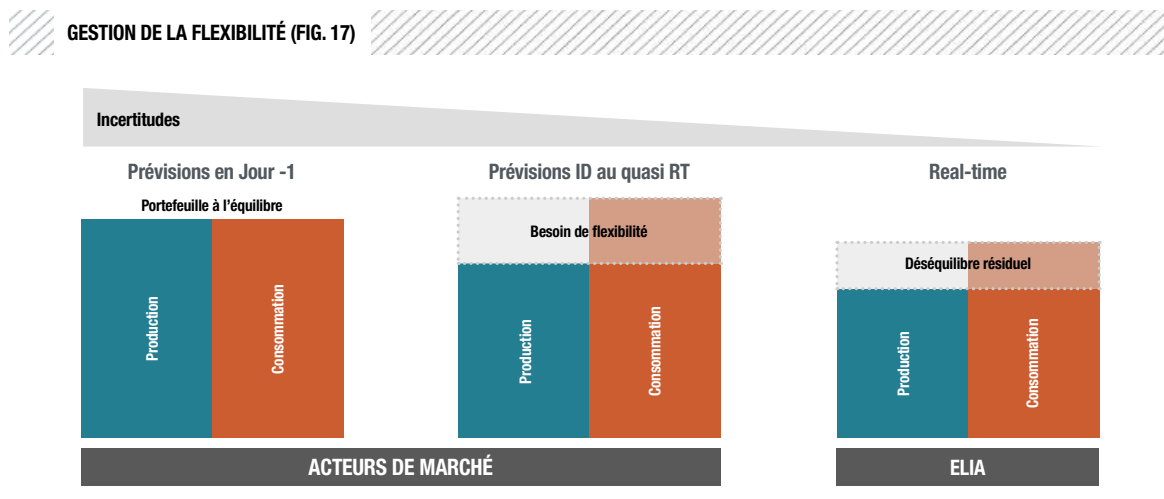 GESTION DE LA FLEXIBILITÉ (FIG. 17)
Incertitudes
Prévisions en Jour -1
Prévisions ID au quasi RT
Real-time
Portefeuille à l'équilibre
Besoin de flexibilité
Déséquilibre résiduel
Production
Consommation
Production
Consommation
Production
Consommation
ACTEURS DE MARCHÉ
ELIA